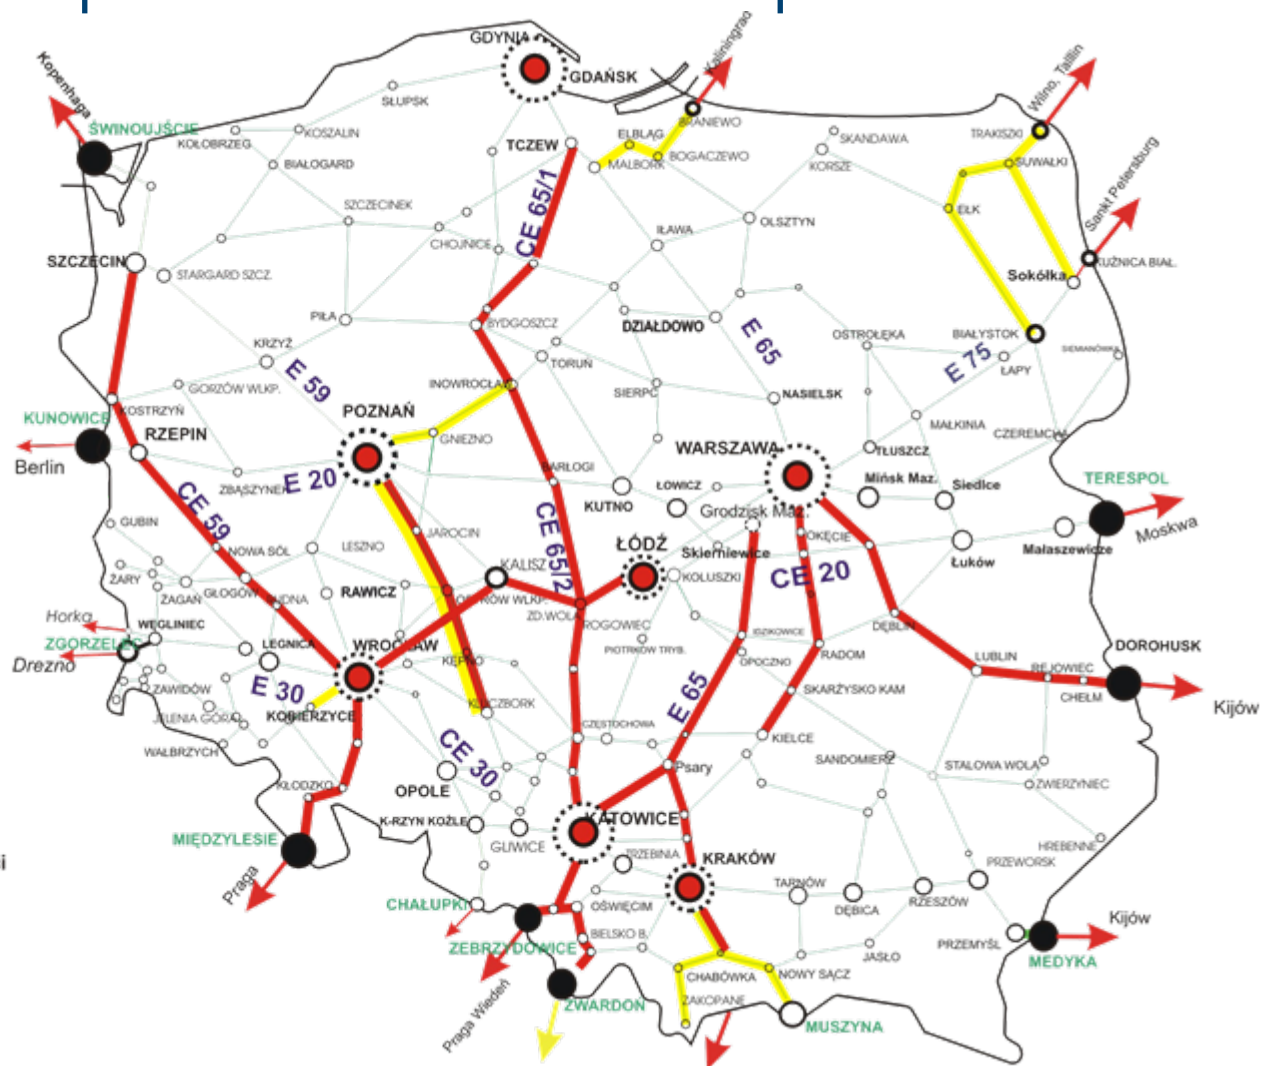 GDYNIA
GDAŃSK
Kaliningrad
Kopenhaga
SŁUPSK
Wilno, Tallin
ŚWINOUJŚCIE
KOSZALIN
KOŁOBRZEG
BRANIEWO
ELBLĄG
TRAKISZKI
SKANDAWA
TCZEW
BOGACZEWO
MALBORK
KORSZE
SUWAŁKI
Sankt Petersburg
BIAŁOGARD
CE 65/1
SZCZECINEK
EŁK
OLSZTYN
IŁAWA
CHOJNICE
SZCZECIN
STARGARD SZCZ.
KUŹNICA BIAŁ.
Sokółka
PIŁA
BYDGOSZCZ
DZIAŁDOWO
E 65
OSTROŁĘKA
BIAŁYSTOK
SIEMIANÓWKA
KRZYŻ
TORUŃ
E 75
ŁAPY
E 59
GORZÓW WLKP.
INOWROCŁAW
SIERPC
NASIELSK
KOSTRZYŃ
KUNOWICE
POZNAŃ
RZEPIN
GNIEZNO
MAŁKINIA
CZEREMCHA
WARSZAWA
TŁUSZCZ
Berlin
BARŁOGI
E 20
ZBĄSZYNEK
ŁOWICZ
Mińsk Maz.
Siedlce
TERESPOL
CE 59
KUTNO
Grodzisk Maz.
GUBIN
CE 65/2
JAROCIN
OKĘCIE
Moskwa
NOWA SÓL
LESZNO
ŁÓDŹ
Skierniewice
Małaszewicze
KALISZ
Łuków
ŻARY
KOLUSZKI
CE 20
ŻAGAŃ
GŁOGÓW
RUDNA
RAWICZ
OSTRÓW WLKP.
ZD.WOLA
Horka
WĘGLINIEC
ROGOWIEC
DĘBLIN
IDZIKOWICE
ZGORZELEC
LEGNICA
WROCŁAW
PIOTRKÓW TRYB.
OPOCZNO
RADOM
DOROHUSK
Drezno
KĘPNO
LUBLIN
REJOWIEC
ZAWIDÓW
E 30
SKARŻYSKO KAM
CHEŁM
JELENIA GÓRA
KOBIERZYCE
KLUCZBORK
E 65
Kijów
CZĘSTOCHOWA
WAŁBRZYCH
CE 30
KIELCE
SANDOMIERZ
Psary
STALOWA WOLA
KŁODZKO
OPOLE
ZWIERZYNIEC
K-RZYN KOŹLE
KATOWICE
MIĘDZYLESIE
GLIWICE
HREBENNE
TRZEBINIA
KRAKÓW
PRZEWORSK
Praga
TARNÓW
CHAŁUPKI
OŚWIĘCIM
DĘBICA
RZESZÓW
Kijów
BIELSKO B.
ZEBRZYDOWICE
PRZEMYŚL
JASŁO
MEDYKA
CHABÓWKA
NOWY SĄCZ
Praga Wiedeń
ZWARDOŃ
ZAKOPANE
MUSZYNA